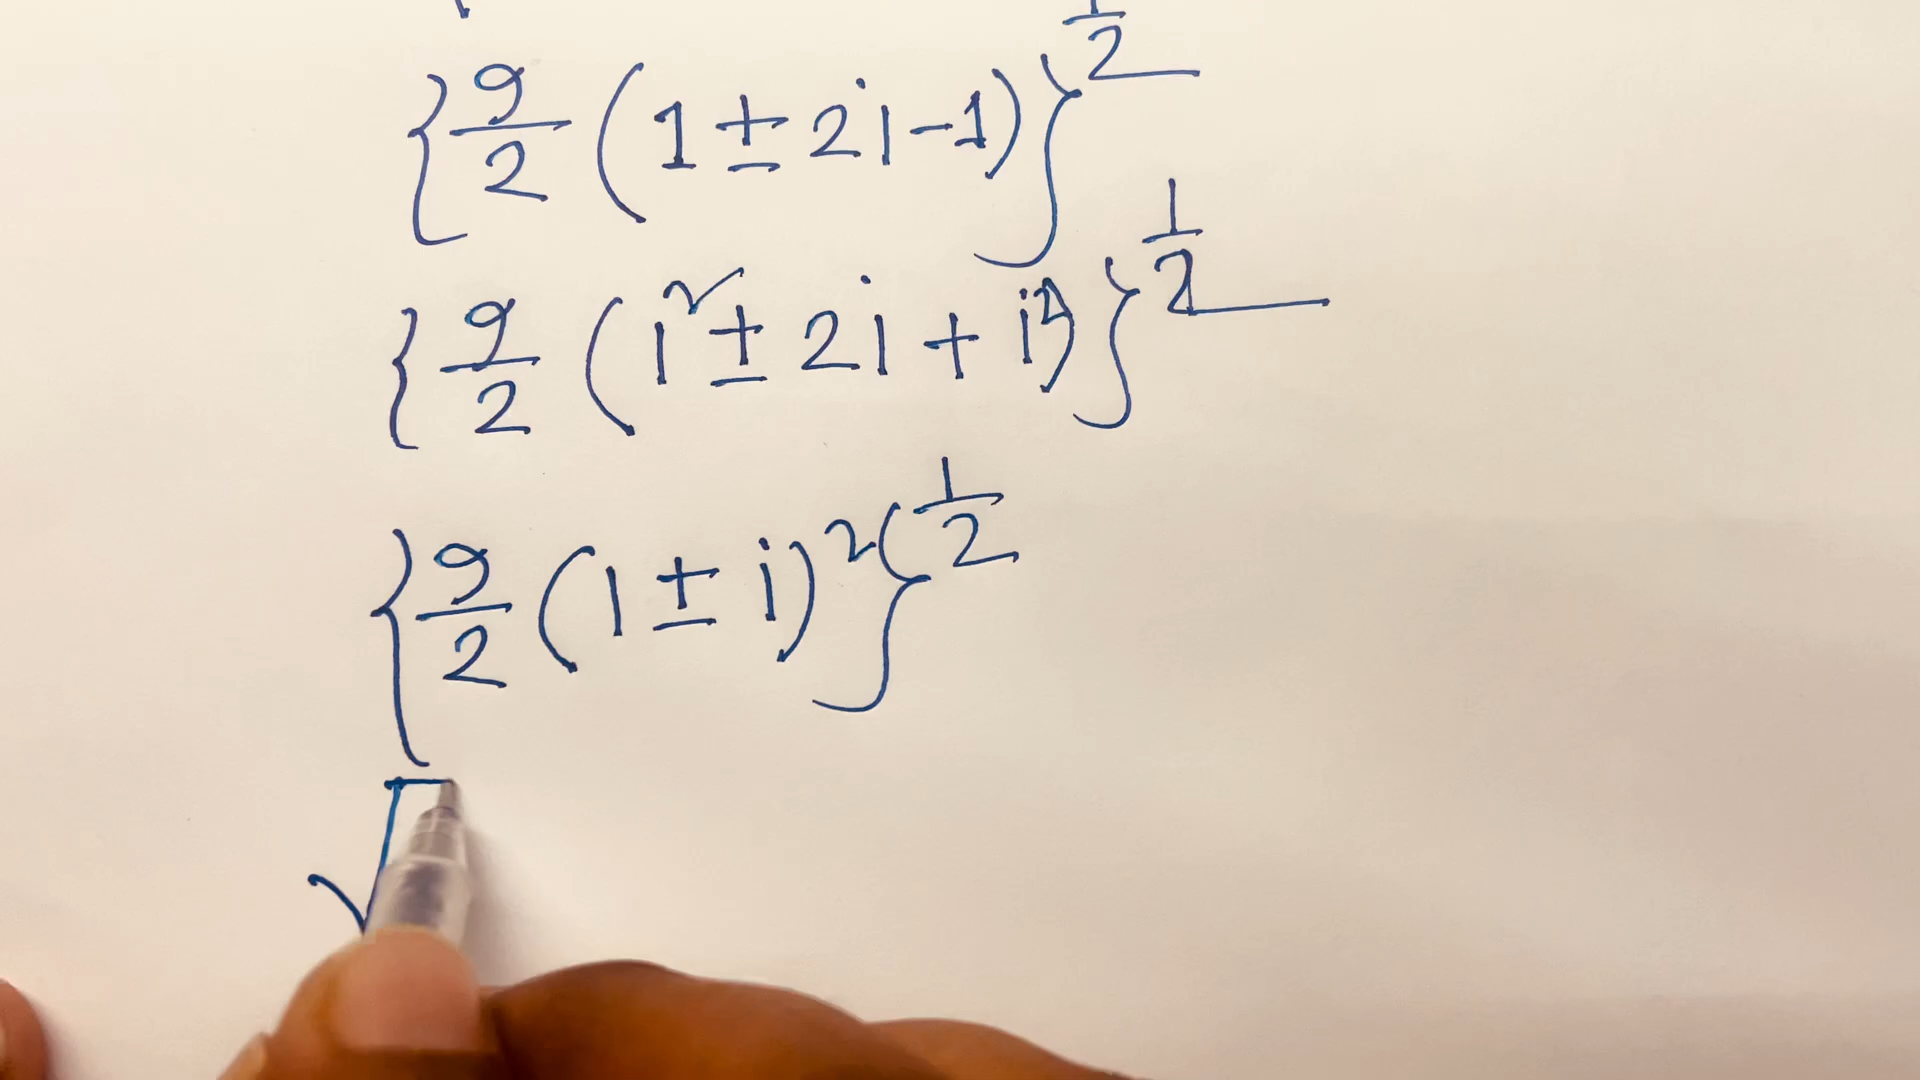 {9/2 (1 ± 2i - 1)}^1/2
{9/2 (1² ± 2i + i²)}^1/2
{9/2 (1 ± i)²}^1/2
√